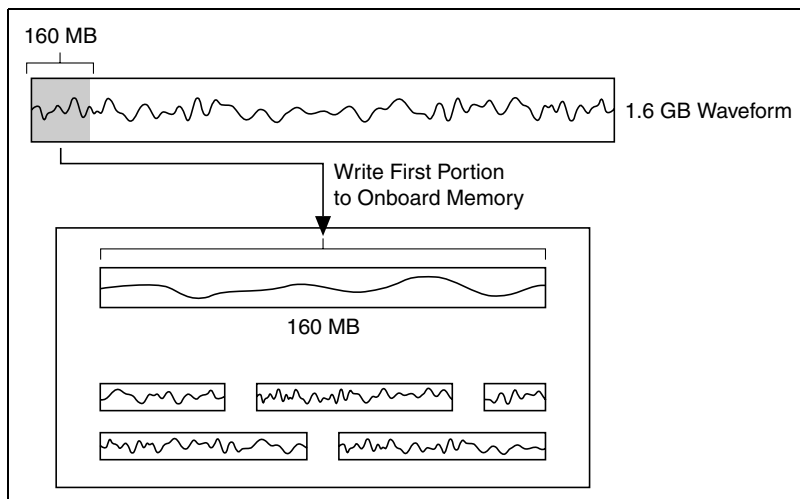 160 MB
1.6 GB Waveform
Write First Portion
to Onboard Memory
160 MB